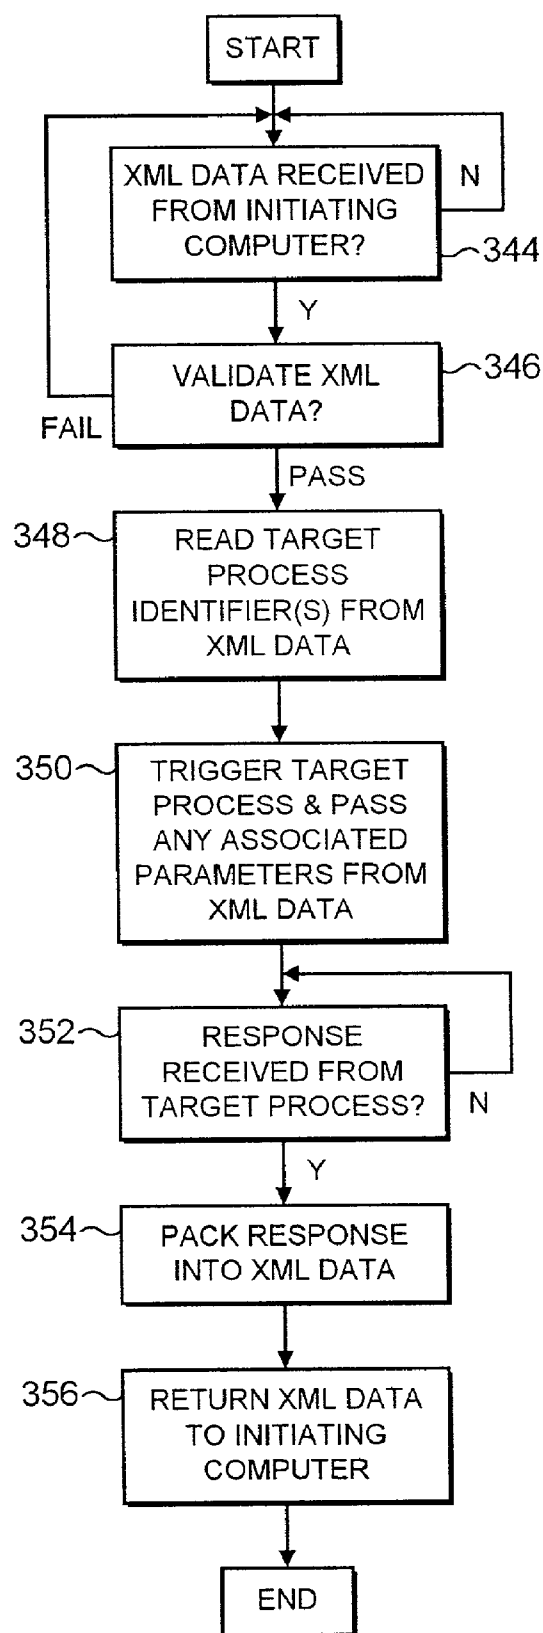 START
XML DATA RECEIVED
FROM INITIATING
COMPUTER?
N
344
Y
VALIDATE XML
DATA?
346
FAIL
PASS
348
READ TARGET
PROCESS
IDENTIFIER(S) FROM
XML DATA
350
TRIGGER TARGET
PROCESS & PASS
ANY ASSOCIATED
PARAMETERS FROM
XML DATA
352
RESPONSE
RECEIVED FROM
TARGET PROCESS?
N
Y
354
PACK RESPONSE
INTO XML DATA
356
RETURN XML DATA
TO INITIATING
COMPUTER
END